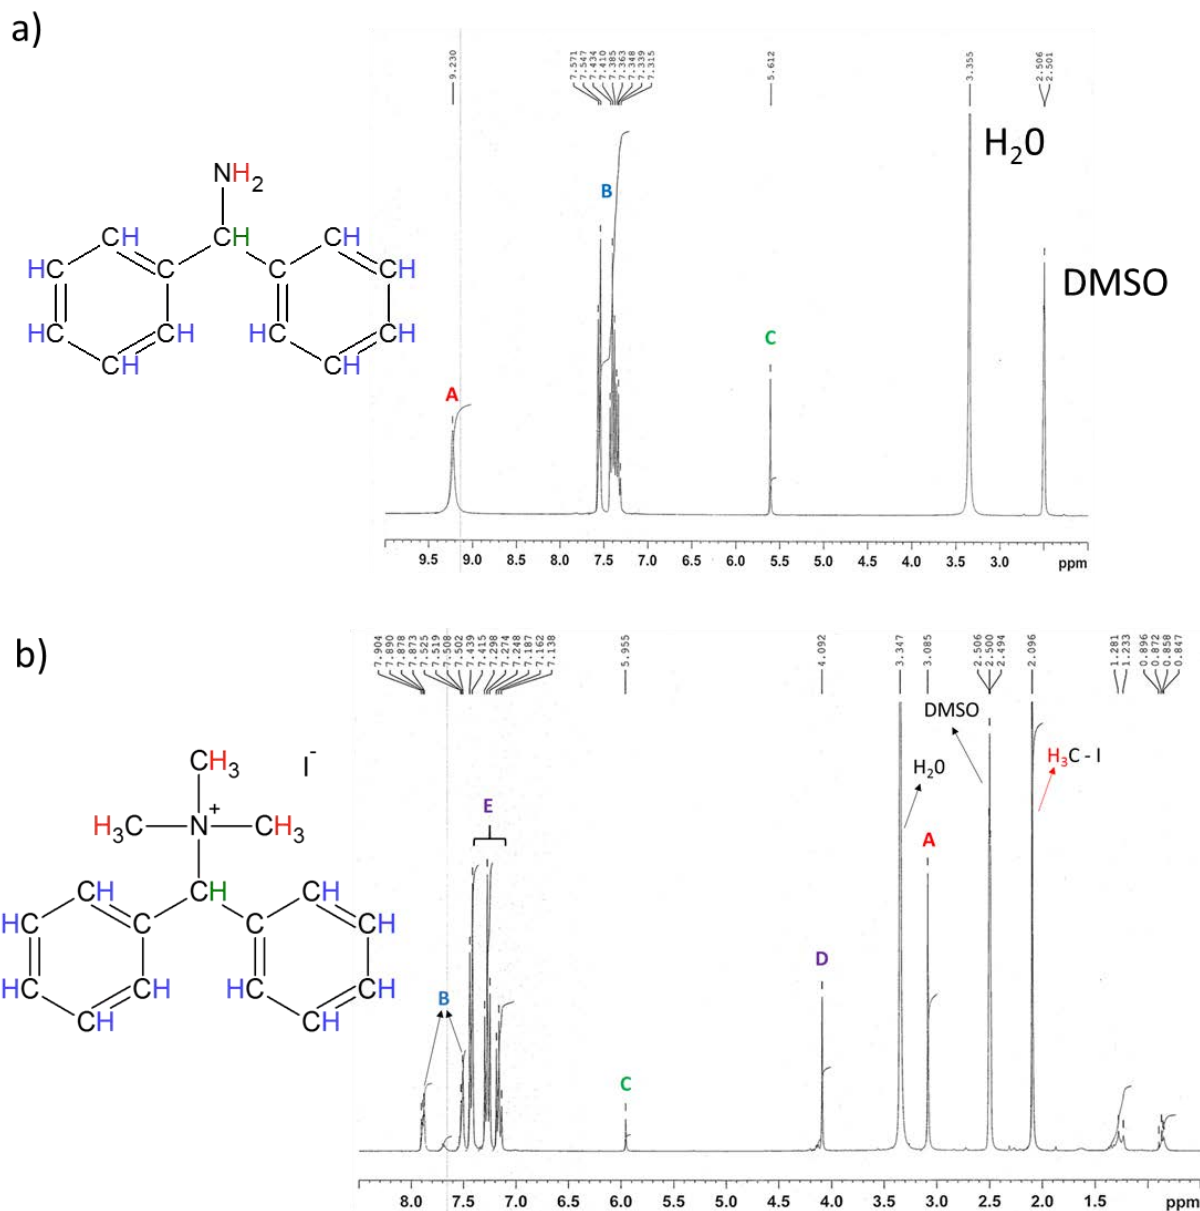 a)
9.230
7.571
7.547
7.434
7.410
7.385
7.363
7.348
7.339
7.315
5.612
3.355
2.506
2.501
H20
DMSO
NH2
CH CH CH
HC C C CH
HC CH HC CH
CH CH
A
B
C
9.5 9.0 8.5 8.0 7.5 7.0 6.5 6.0 5.5 5.0 4.5 4.0 3.5 3.0 ppm
b)
7.904
7.890
7.878
7.873
7.525
7.519
7.508
7.502
7.439
7.415
7.298
7.274
7.248
7.187
7.162
7.138
5.955
4.092
3.347
3.085
2.506
2.500
2.494
2.096
1.281
1.233
0.896
0.872
0.858
0.847
DMSO
H20
H3C - I
CH3 I-
H3C N+ CH3
CH CH CH
HC C C CH
HC CH HC CH
CH CH
E
A
D
B
C
8.0 7.5 7.0 6.5 6.0 5.5 5.0 4.5 4.0 3.5 3.0 2.5 2.0 1.5 ppm